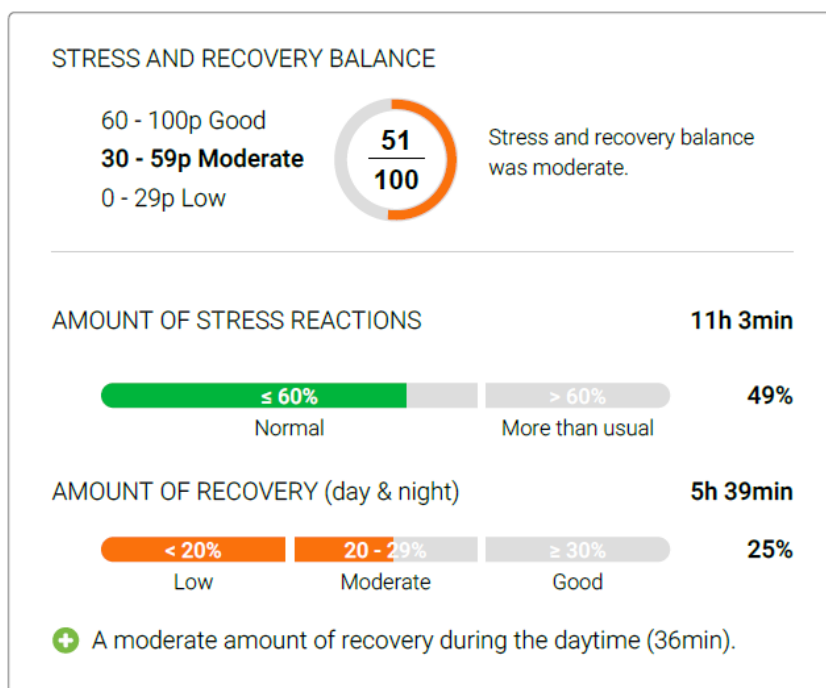 STRESS AND RECOVERY BALANCE
60 - 100p Good
30 - 59p Moderate
0 - 29p Low
51
100
Stress and recovery balance
was moderate.
AMOUNT OF STRESS REACTIONS
11h 3min
≤ 60%
> 60%
49%
Normal
More than usual
AMOUNT OF RECOVERY (day & night)
5h 39min
< 20%
20 - 29%
≥ 30%
25%
Low
Moderate
Good
A moderate amount of recovery during the daytime (36min).